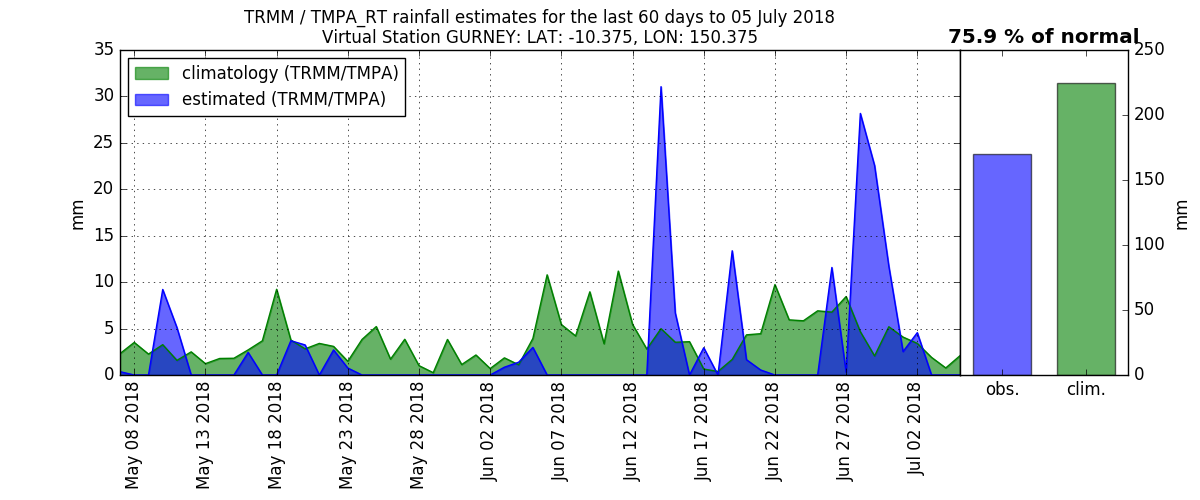 TRMM / TMPA_RT rainfall estimates for the last 60 days to 05 July 2018
Virtual Station GURNEY: LAT: -10.375, LON: 150.375
75.9 % of normal
climatology (TRMM/TMPA)
estimated (TRMM/TMPA)
mm
35
30
25
20
15
10
5
0
May 08 2018
May 13 2018
May 18 2018
May 23 2018
May 28 2018
Jun 02 2018
Jun 07 2018
Jun 12 2018
Jun 17 2018
Jun 22 2018
Jun 27 2018
Jul 02 2018
obs.
clim.
250
200
150
100
50
0
mm